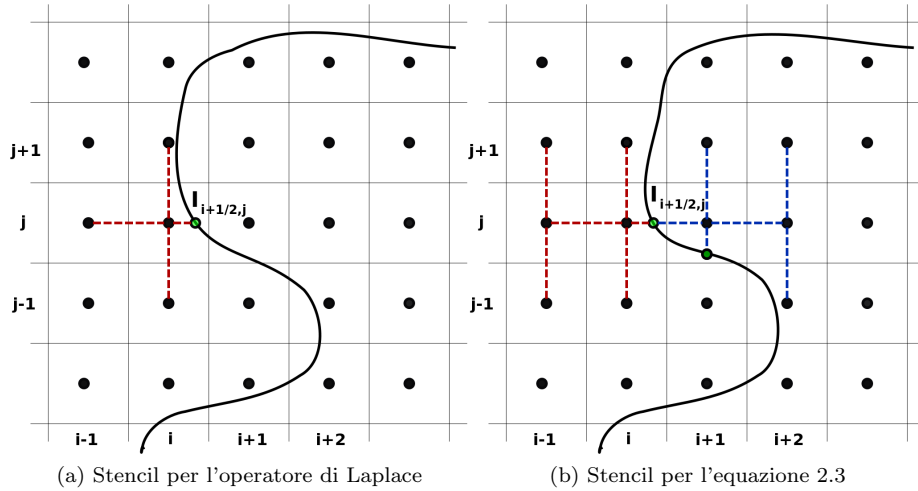 j+1
I
i+1/2,j
j
j-1
i-1 i i+1 i+2
(a) Stencil per l'operatore di Laplace
j+1
I
i+1/2,j
j
j-1
i-1 i i+1 i+2
(b) Stencil per l'equazione 2.3